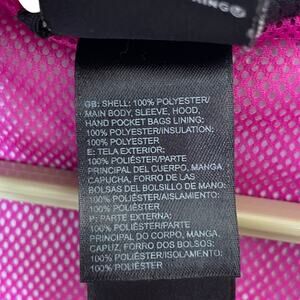 GB: SHELL: 100% POLYESTER/
MAIN BODY, SLEEVE, HOOD,
HAND POCKET BAGS LINING:
100% POLYESTER/INSULATION:
100% POLYESTER
E: TELA EXTERIOR:
100% POLIÉSTER/PARTE
PRINCIPAL DEL CUERPO, MANGA,
CAPUCHA, FORRO DE LAS
BOLSAS DEL BOLSILLO DE MANO:
100% POLIÉSTER/AISLAMIENTO:
100% POLIÉSTER
P: PARTE EXTERNA:
100% POLIÉSTER/PARTE
PRINCIPAL DO CORPO, MANGA,
CAPUZ, FORRO DOS BOLSOS:
100% POLIÉSTER/ISOLAMENTO:
100% POLIÉSTER